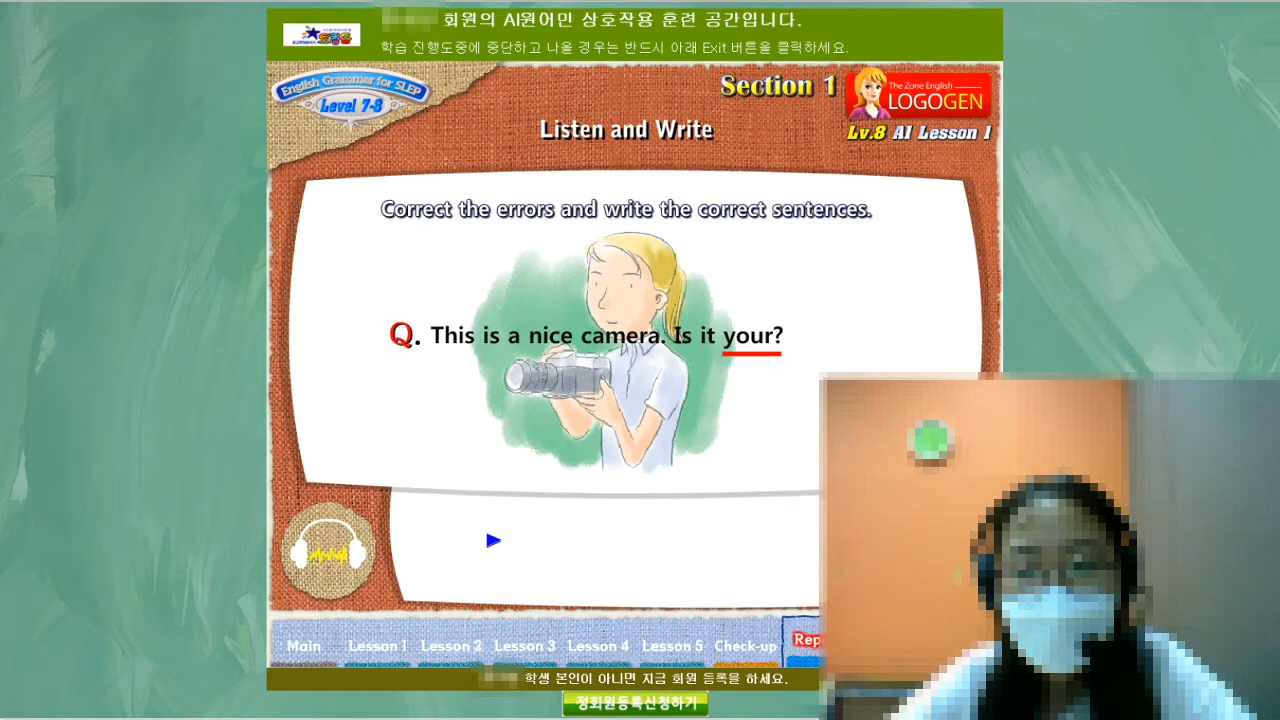 회원의 AI원어민 상호작용 훈련 공간입니다.
학습 진행도중에 중단하고 나올 경우는 반드시 아래 Exit 버튼을 클릭하세요.
English Grammar for SLEP
Level 7-8
Section 1
The Zone English
LOGOGEN
Lv.8 AI Lesson 1
Listen and Write
Correct the errors and write the correct sentences.
Q. This is a nice camera. Is it your?
Main Lesson 1 Lesson 2 Lesson 3 Lesson 4 Lesson 5 Check-up Rep
학생 본인이 아니면 지금 회원 등록을 하세요.
정회원등록신청하기